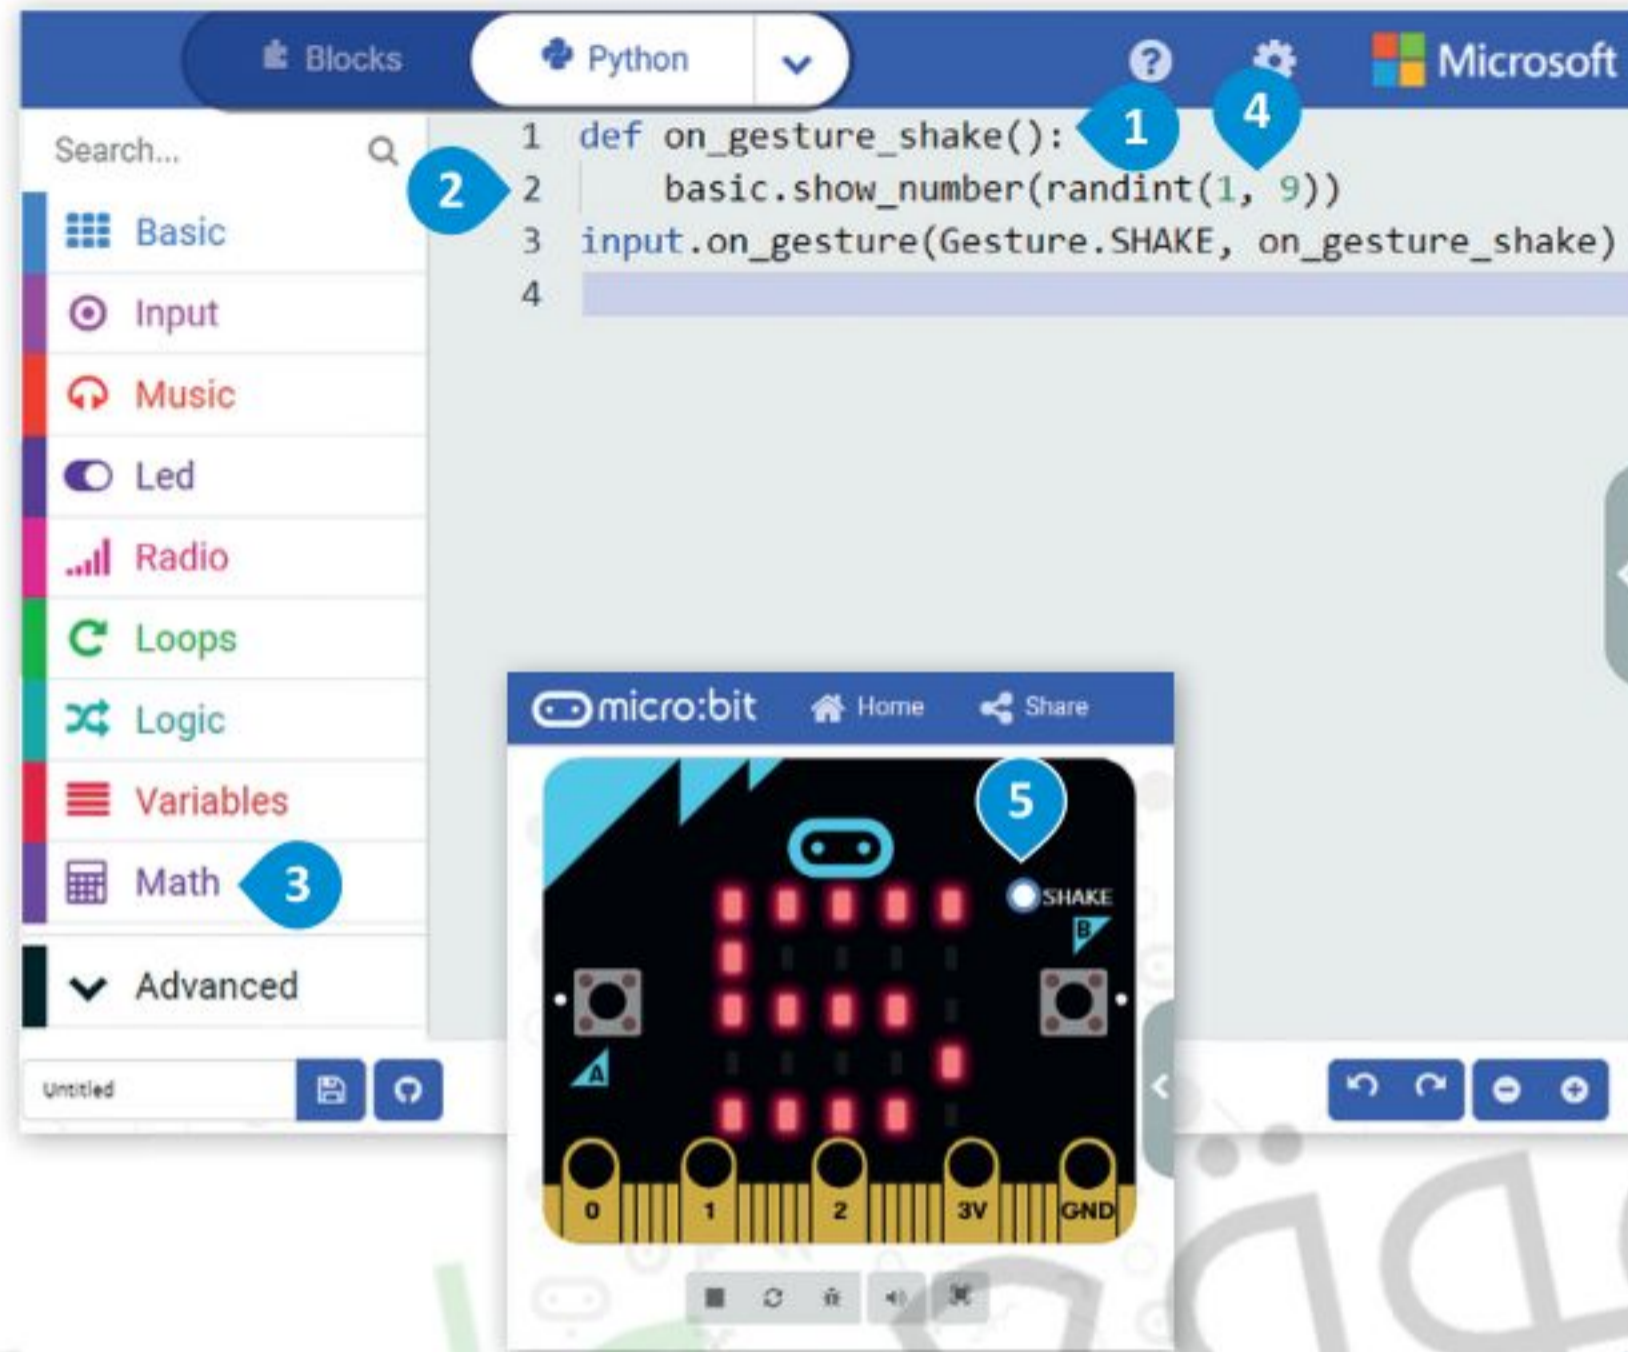 Blocks
Python
Microsoft
Search...
Basic
Input
Music
Led
Radio
Loops
Logic
Variables
Math
Advanced
Untitled
1 def on_gesture_shake():
2 basic.show_number(randint(1, 9))
3 input.on_gesture(Gesture.SHAKE, on_gesture_shake)
4
1
4
2
3
micro:bit Home Share
5
SHAKE
B
A
0 1 2 3V GND